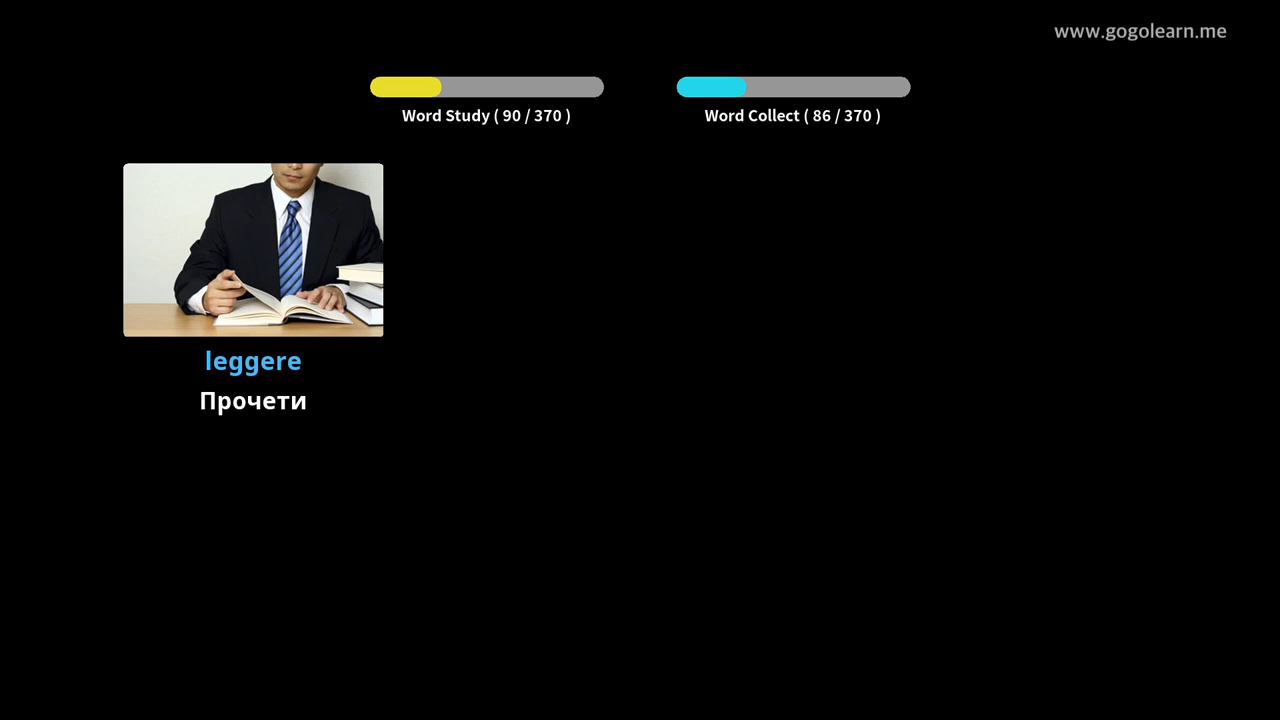 www.gogolearn.me
Word Study ( 90 / 370 )
Word Collect ( 86 / 370 )
leggere
Прочети